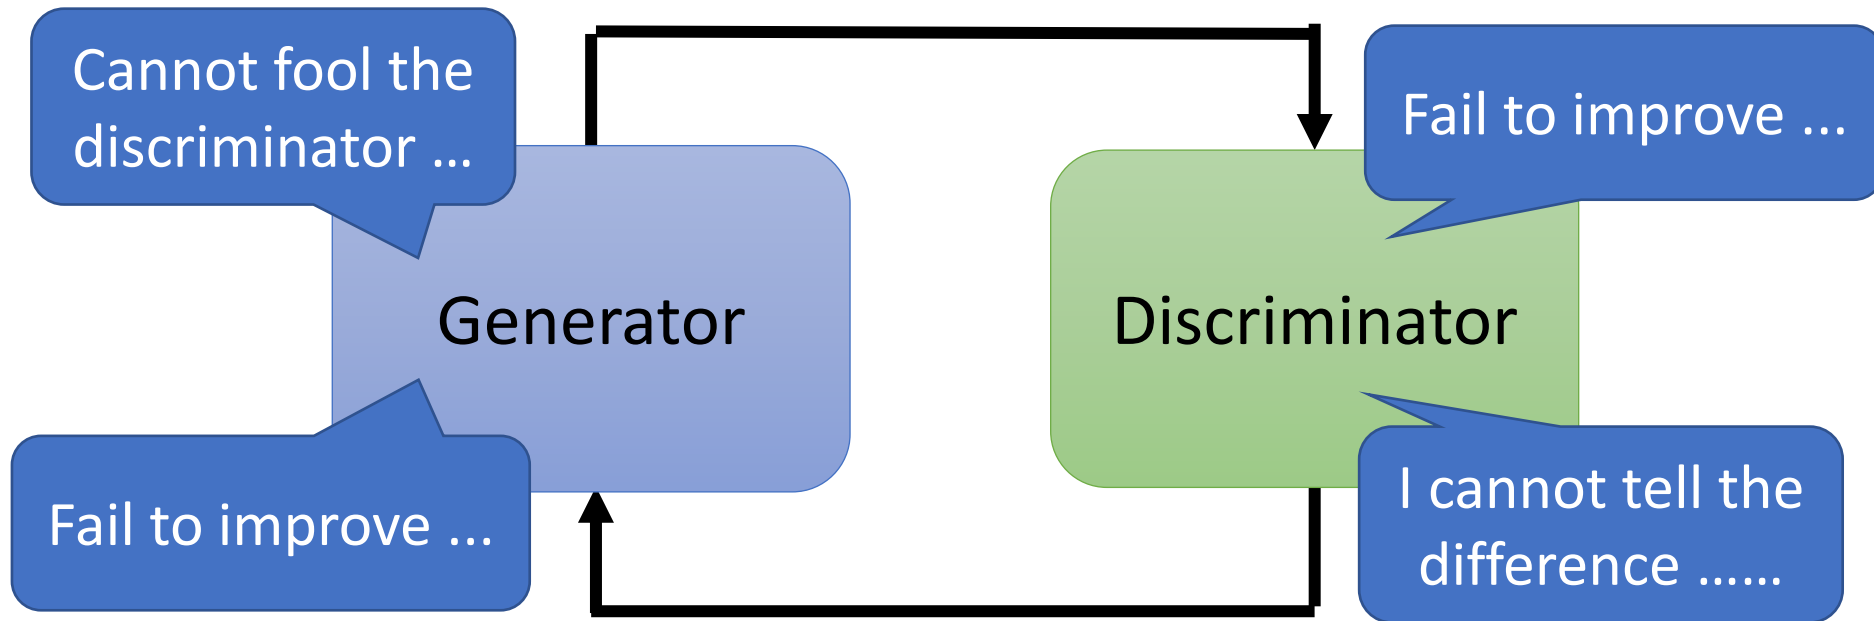 Cannot fool the
discriminator ...
Fail to improve ...
Generator
Discriminator
Fail to improve ...
I cannot tell the
difference ......